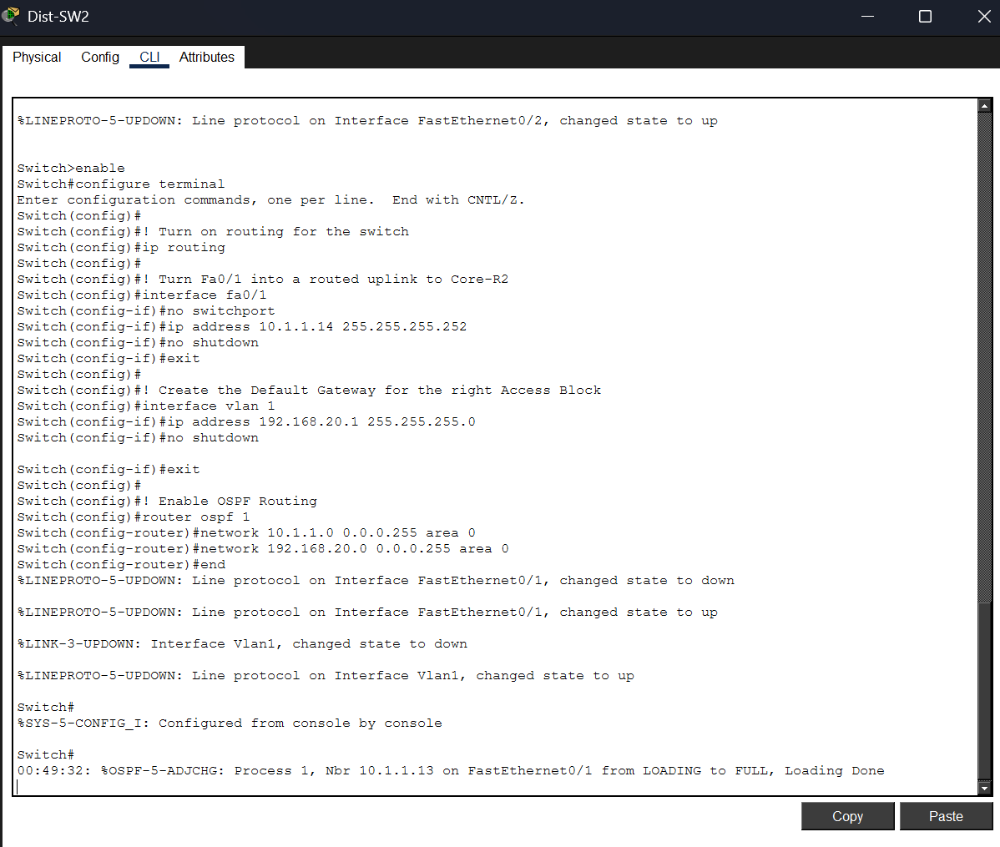 Dist-SW2
Physical Config CLI Attributes
%LINEPROTO-5-UPDOWN: Line protocol on Interface FastEthernet0/2, changed state to up
Switch>enable
Switch#configure terminal
Enter configuration commands, one per line.  End with CNTL/Z.
Switch(config)#
Switch(config)#! Turn on routing for the switch
Switch(config)#ip routing
Switch(config)#
Switch(config)#! Turn Fa0/1 into a routed uplink to Core-R2
Switch(config)#interface fa0/1
Switch(config-if)#no switchport
Switch(config-if)#ip address 10.1.1.14 255.255.255.252
Switch(config-if)#no shutdown
Switch(config-if)#exit
Switch(config)#
Switch(config)#! Create the Default Gateway for the right Access Block
Switch(config)#interface vlan 1
Switch(config-if)#ip address 192.168.20.1 255.255.255.0
Switch(config-if)#no shutdown
Switch(config-if)#exit
Switch(config)#
Switch(config)#! Enable OSPF Routing
Switch(config)#router ospf 1
Switch(config-router)#network 10.1.1.0 0.0.0.255 area 0
Switch(config-router)#network 192.168.20.0 0.0.0.255 area 0
Switch(config-router)#end
%LINEPROTO-5-UPDOWN: Line protocol on Interface FastEthernet0/1, changed state to down
%LINEPROTO-5-UPDOWN: Line protocol on Interface FastEthernet0/1, changed state to up
%LINK-3-UPDOWN: Interface Vlan1, changed state to down
%LINEPROTO-5-UPDOWN: Line protocol on Interface Vlan1, changed state to up
Switch#
%SYS-5-CONFIG_I: Configured from console by console
Switch#
00:49:32: %OSPF-5-ADJCHG: Process 1, Nbr 10.1.1.13 on FastEthernet0/1 from LOADING to FULL, Loading Done
Copy Paste